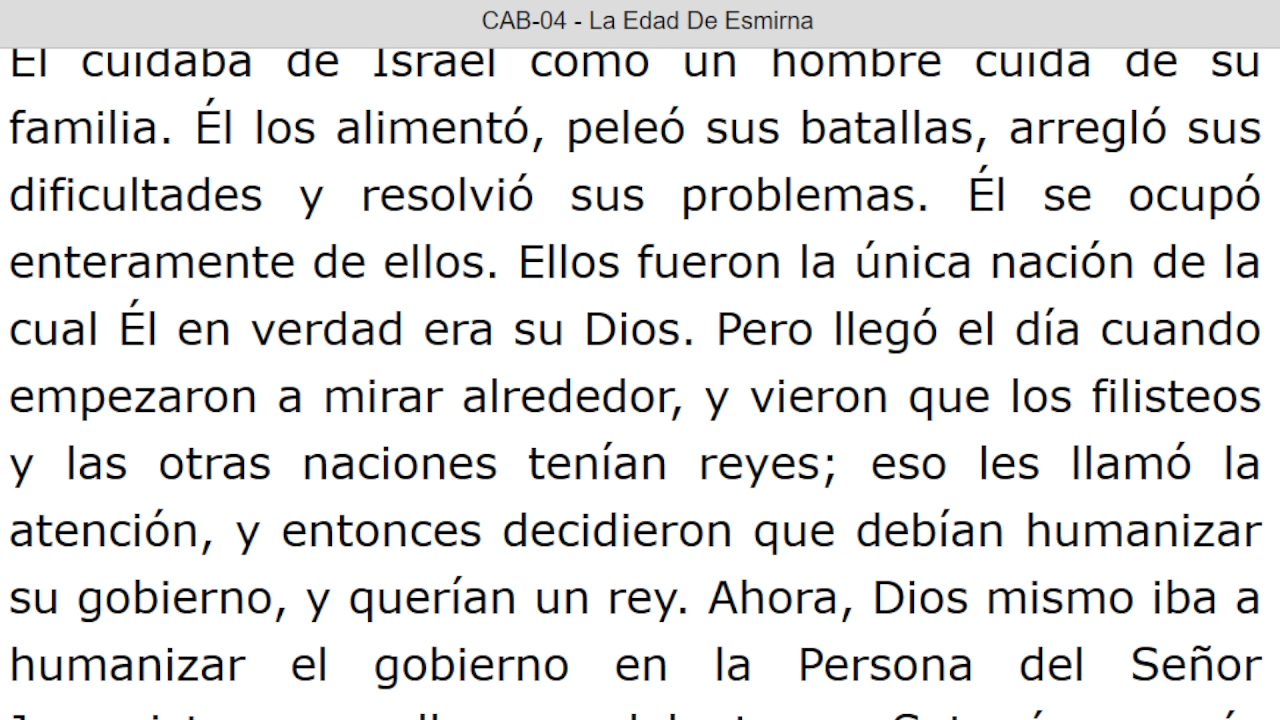 CAB-04 - La Edad De Esmirna
Él cuidaba de Israel como un hombre cuida de su
familia. Él los alimentó, peleó sus batallas, arregló sus
dificultades y resolvió sus problemas. Él se ocupó
enteramente de ellos. Ellos fueron la única nación de la
cual Él en verdad era su Dios. Pero llegó el día cuando
empezaron a mirar alrededor, y vieron que los filisteos
y las otras naciones tenían reyes; eso les llamó la
atención, y entonces decidieron que debían humanizar
su gobierno, y querían un rey. Ahora, Dios mismo iba a
humanizar el gobierno en la Persona del Señor